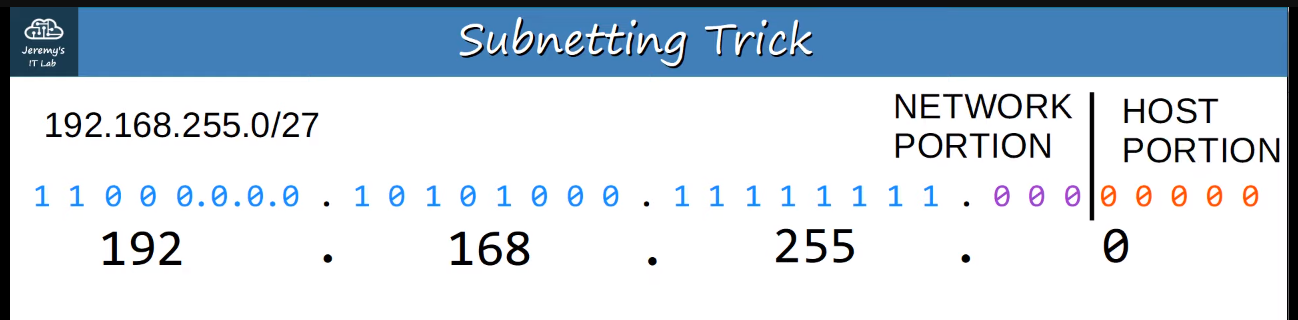 Jeremy's
IT Lab
Subnetting Trick
192.168.255.0/27
NETWORK
PORTION
HOST
PORTION
1 1 0 0 0.0.0.0 . 1 0 1 0 1 0 0 0 . 1 1 1 1 1 1 1 1 . 0 0 0 0 0 0 0 0
192 . 168 . 255 . 0